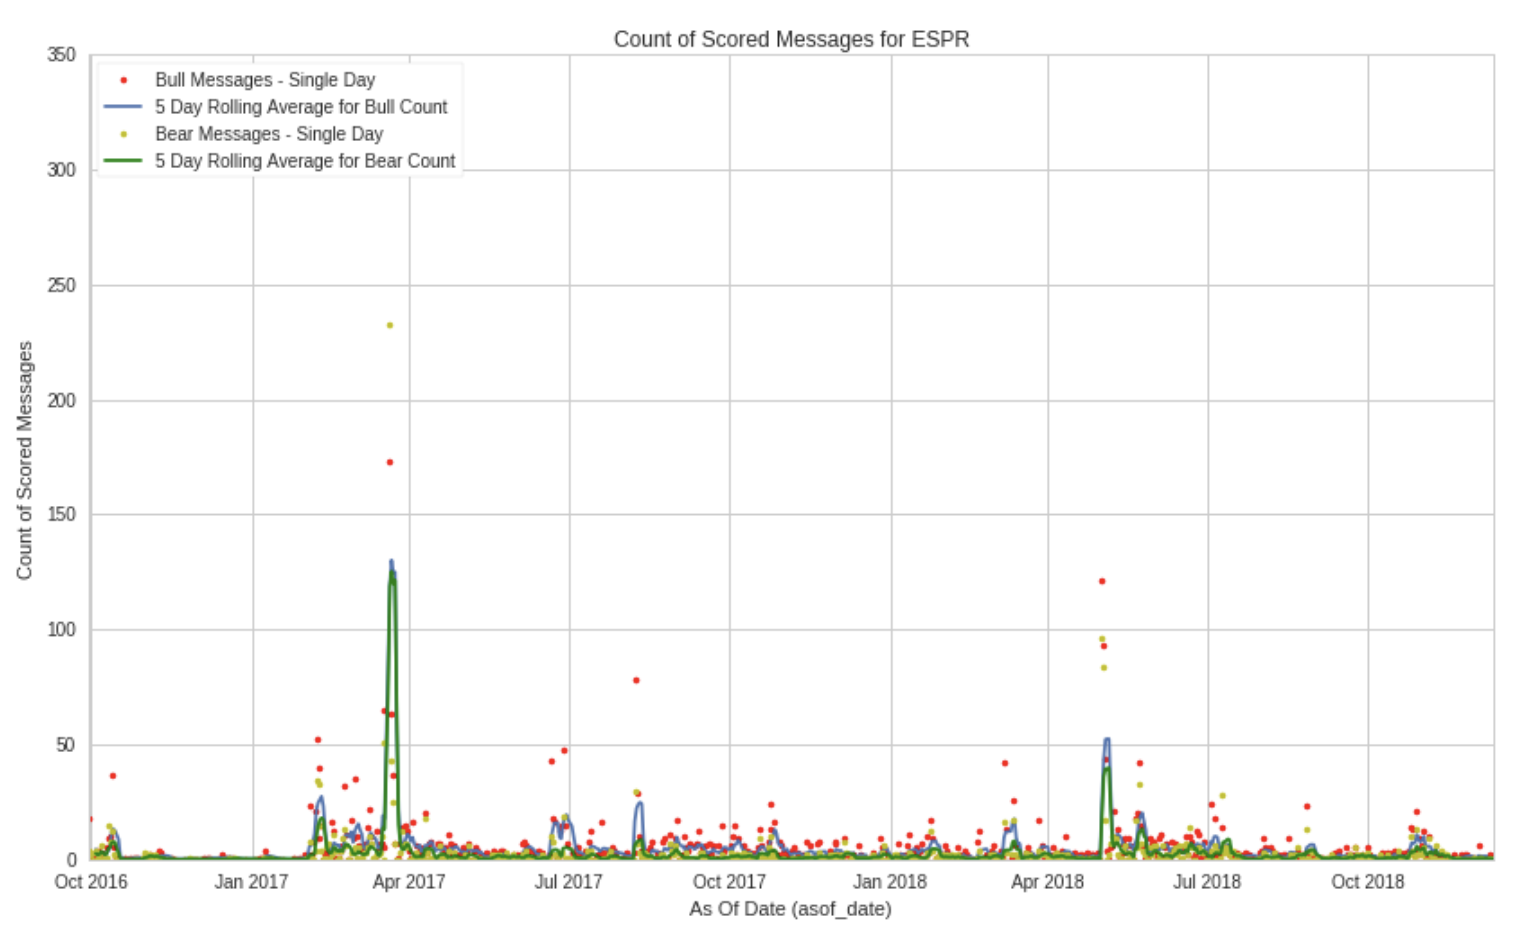 Count of Scored Messages for ESPR
350
Bull Messages - Single Day
5 Day Rolling Average for Bull Count
Bear Messages - Single Day
5 Day Rolling Average for Bear Count
300
250
200
150
100
50
0
Count of Scored Messages
Oct 2016 Jan 2017 Apr 2017 Jul 2017 Oct 2017 Jan 2018 Apr 2018 Jul 2018 Oct 2018
As Of Date (asof_date)